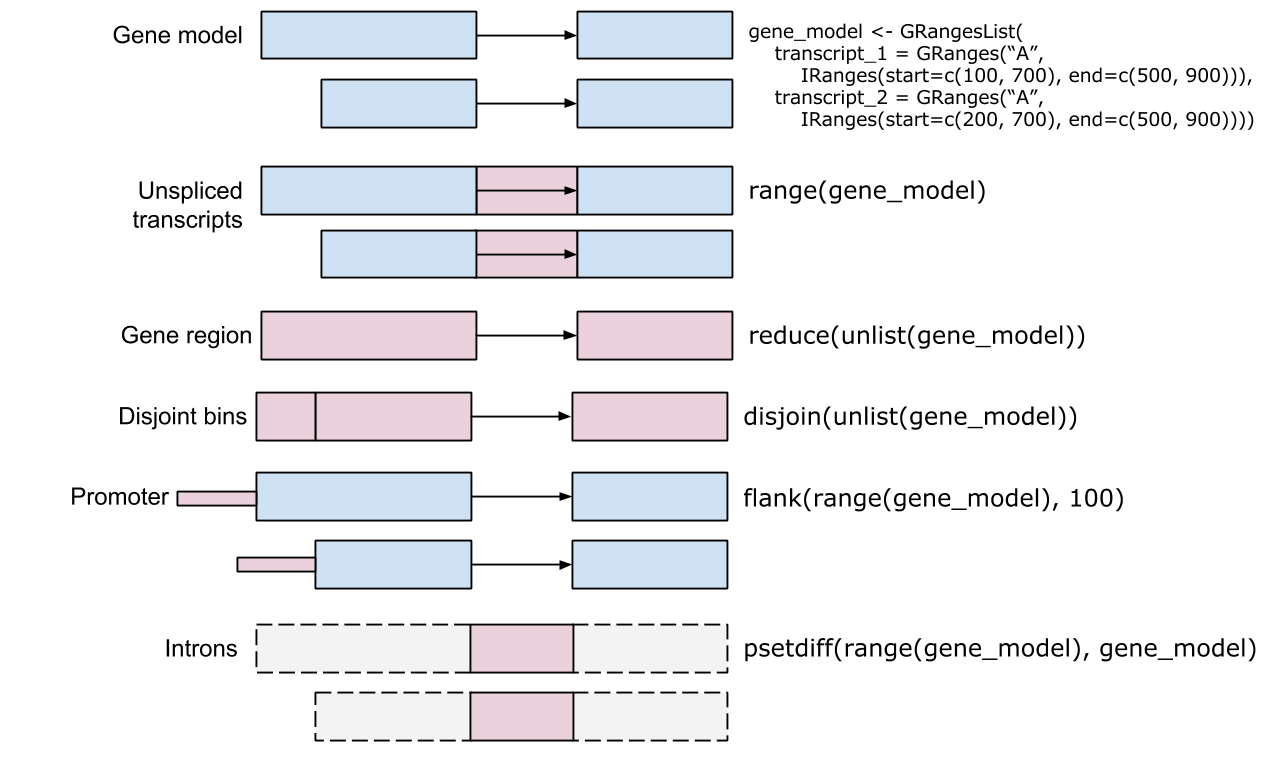 Gene model
gene_model <- GRangesList(
transcript_1 = GRanges(“A”,
IRanges(start=c(100, 700), end=c(500, 900))),
transcript_2 = GRanges(“A”,
IRanges(start=c(200, 700), end=c(500, 900))))
Unspliced
transcripts
range(gene_model)
Gene region
reduce(unlist(gene_model))
Disjoint bins
disjoin(unlist(gene_model))
Promoter
flank(range(gene_model), 100)
Introns
psetdiff(range(gene_model), gene_model)